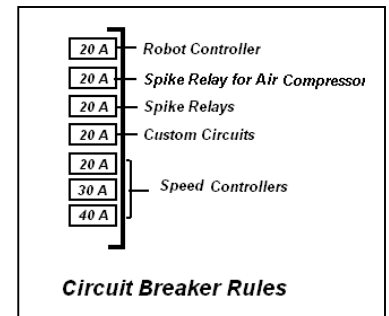 20 A Robot Controller
20 A Spike Relay for Air Compressor
20 A Spike Relays
20 A Custom Circuits
20 A
30 A Speed Controllers
40 A
Circuit Breaker Rules